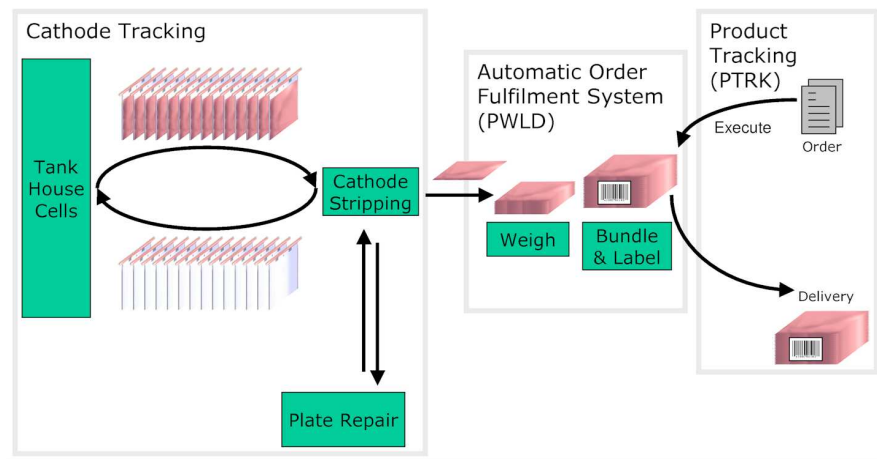 Cathode Tracking
Tank
House
Cells
Cathode
Stripping
Plate Repair
Automatic Order
Fulfilment System
(PWLD)
Weigh
Bundle
& Label
Product
Tracking
(PTRK)
Execute
Order
Delivery